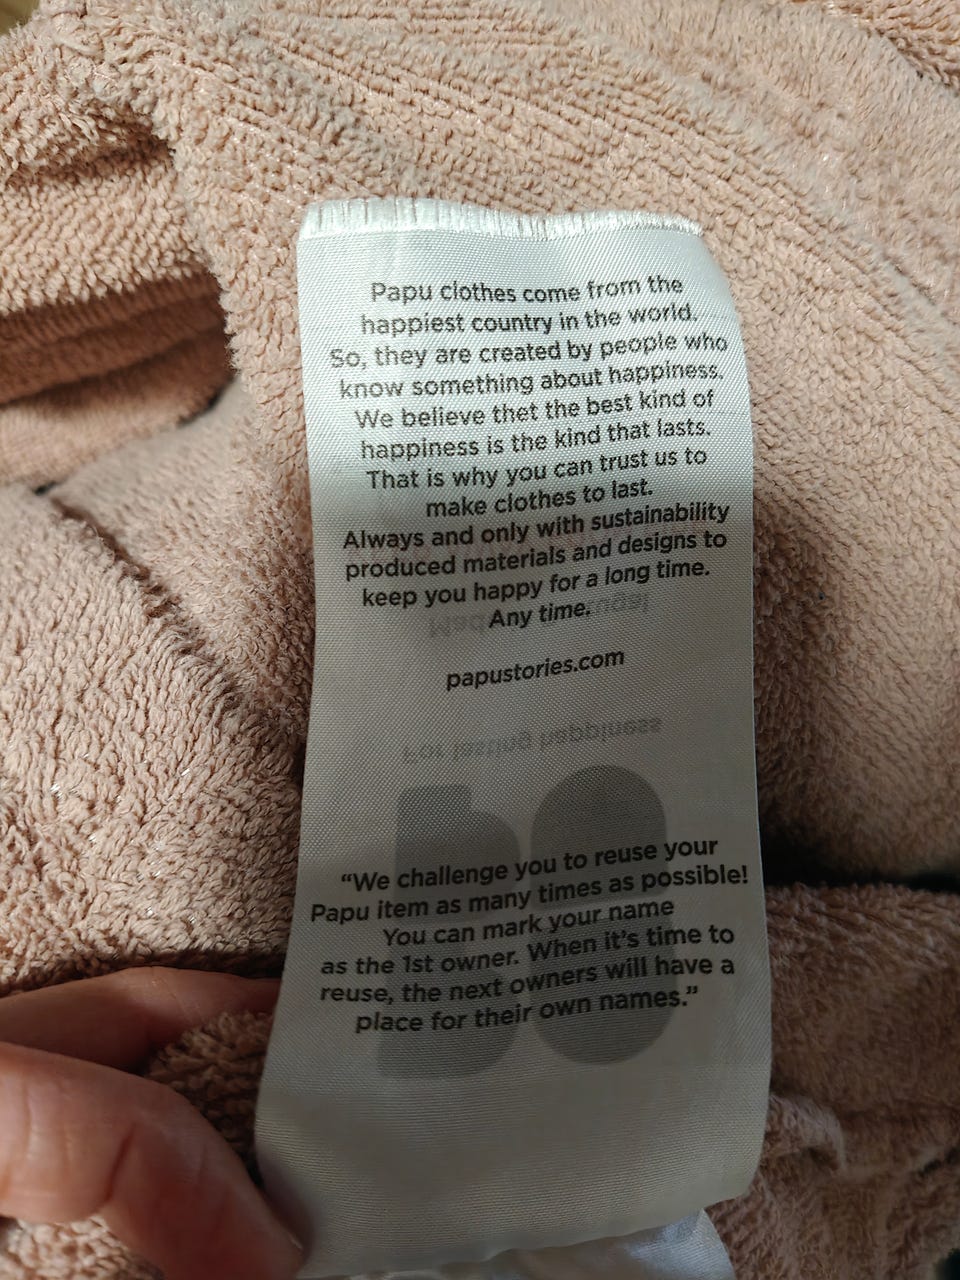 Papu clothes come from the
happiest country in the world.
So, they are created by people who
know something about happiness.
We believe thet the best kind of
happiness is the kind that lasts.
That is why you can trust us to
make clothes to last.
Always and only with sustainability
produced materials and designs to
keep you happy for a long time.
Any time.
papustories.com
For lasting happiness
“We challenge you to reuse your
Papu item as many times as possible!
You can mark your name
as the 1st owner. When it’s time to
reuse, the next owners will have a
place for their own names.”